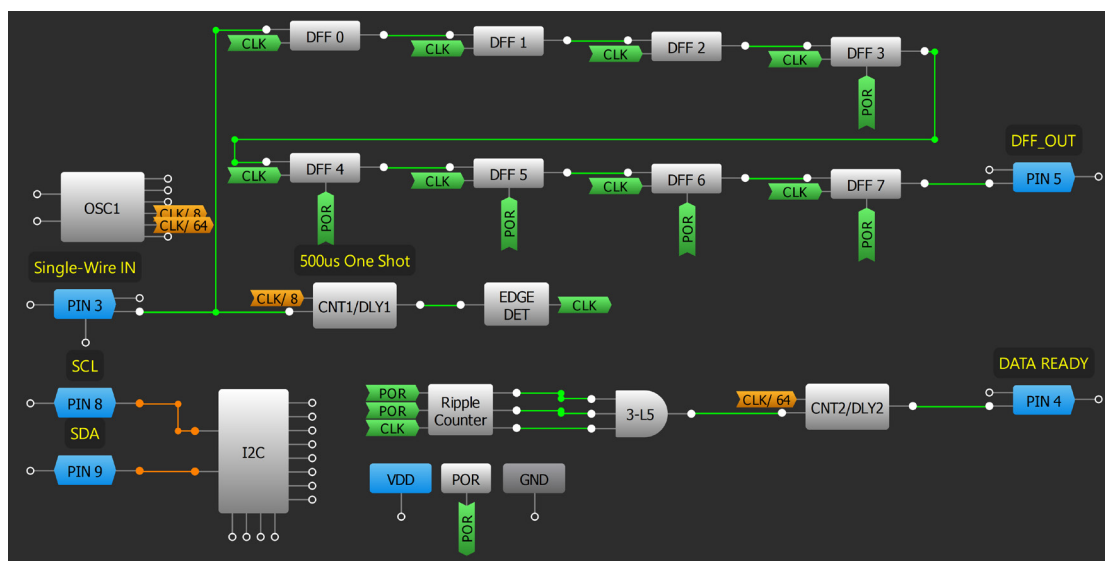 CLK
DFF 0
CLK
DFF 1
CLK
DFF 2
CLK
DFF 3
POR
CLK
DFF 4
POR
CLK
DFF 5
POR
CLK
DFF 6
POR
CLK
DFF 7
POR
DFF_OUT
PIN 5
OSC1
CLK/ 8
CLK/ 64
Single-Wire IN
PIN 3
500us One Shot
CLK/ 8
CNT1/DLY1
EDGE
DET
CLK
SCL
PIN 8
SDA
PIN 9
I2C
POR
POR
CLK
Ripple
Counter
3-L5
CLK/ 64
CNT2/DLY2
DATA READY
PIN 4
VDD
POR
GND
POR